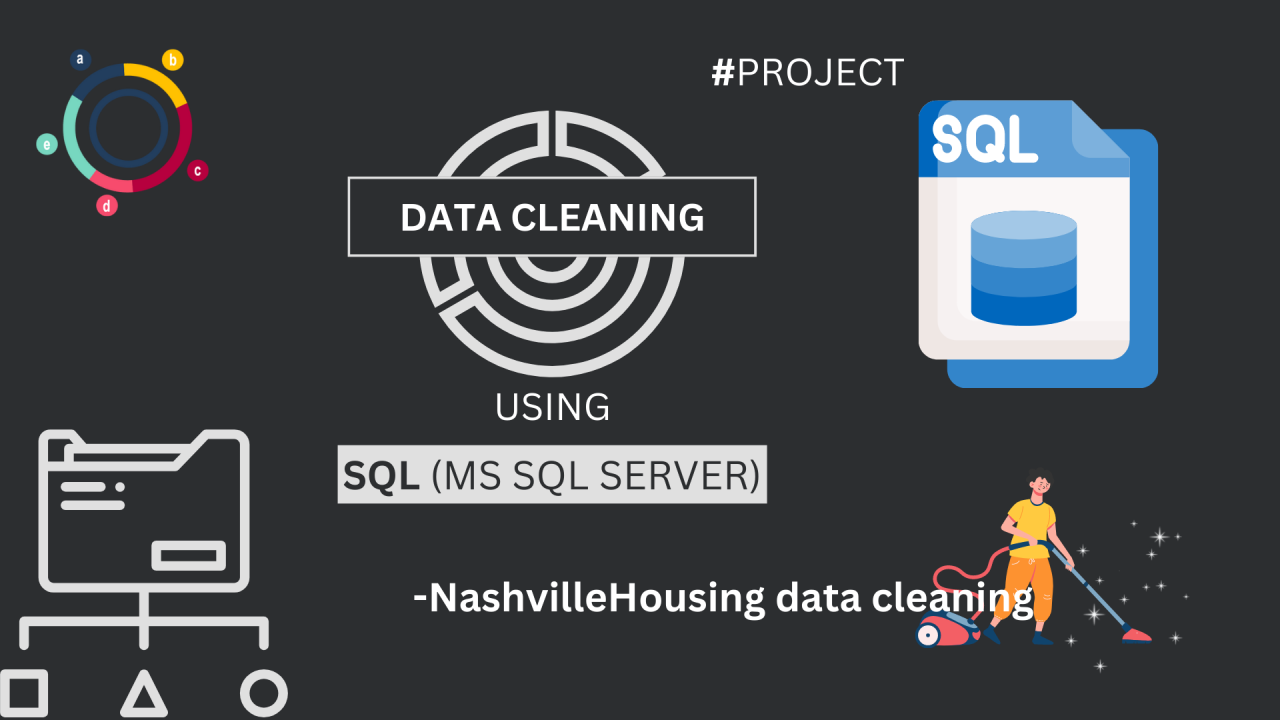 #PROJECT
a
b
c
d
e
SQL
DATA CLEANING
USING
SQL (MS SQL SERVER)
-NashvilleHousing data cleaning